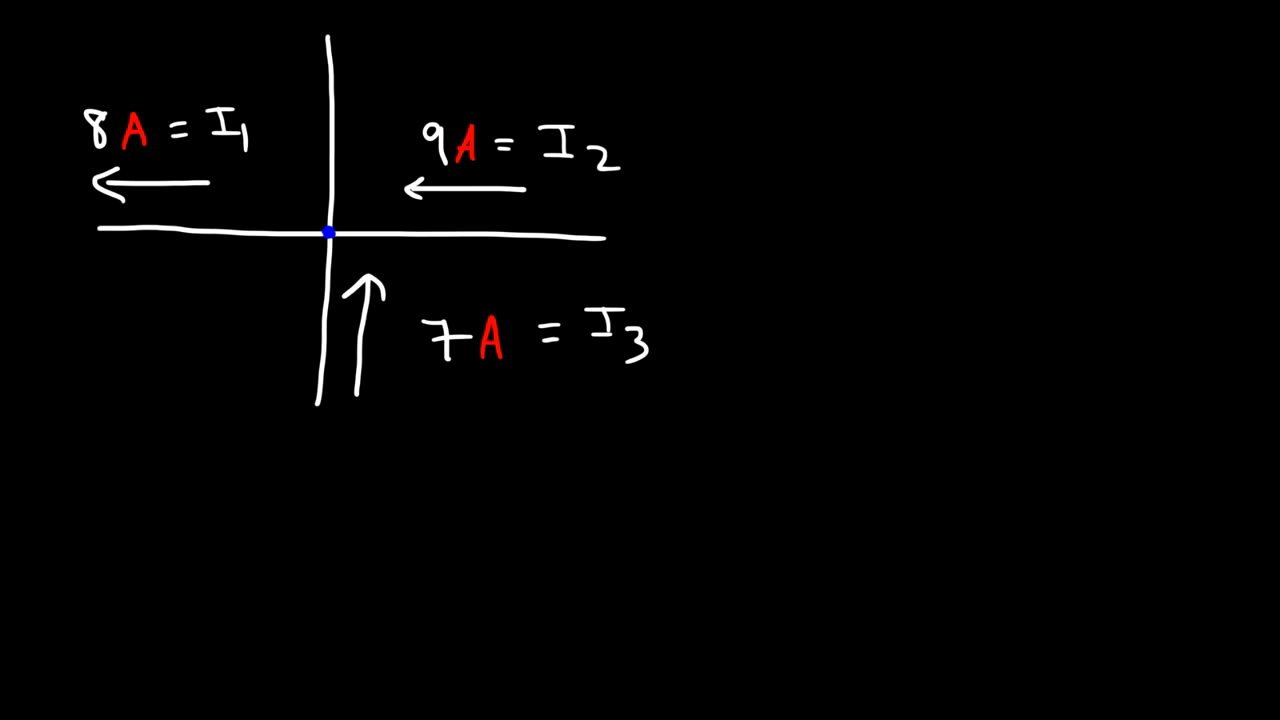 8A = I₁
9A = I₂
7A = I₃